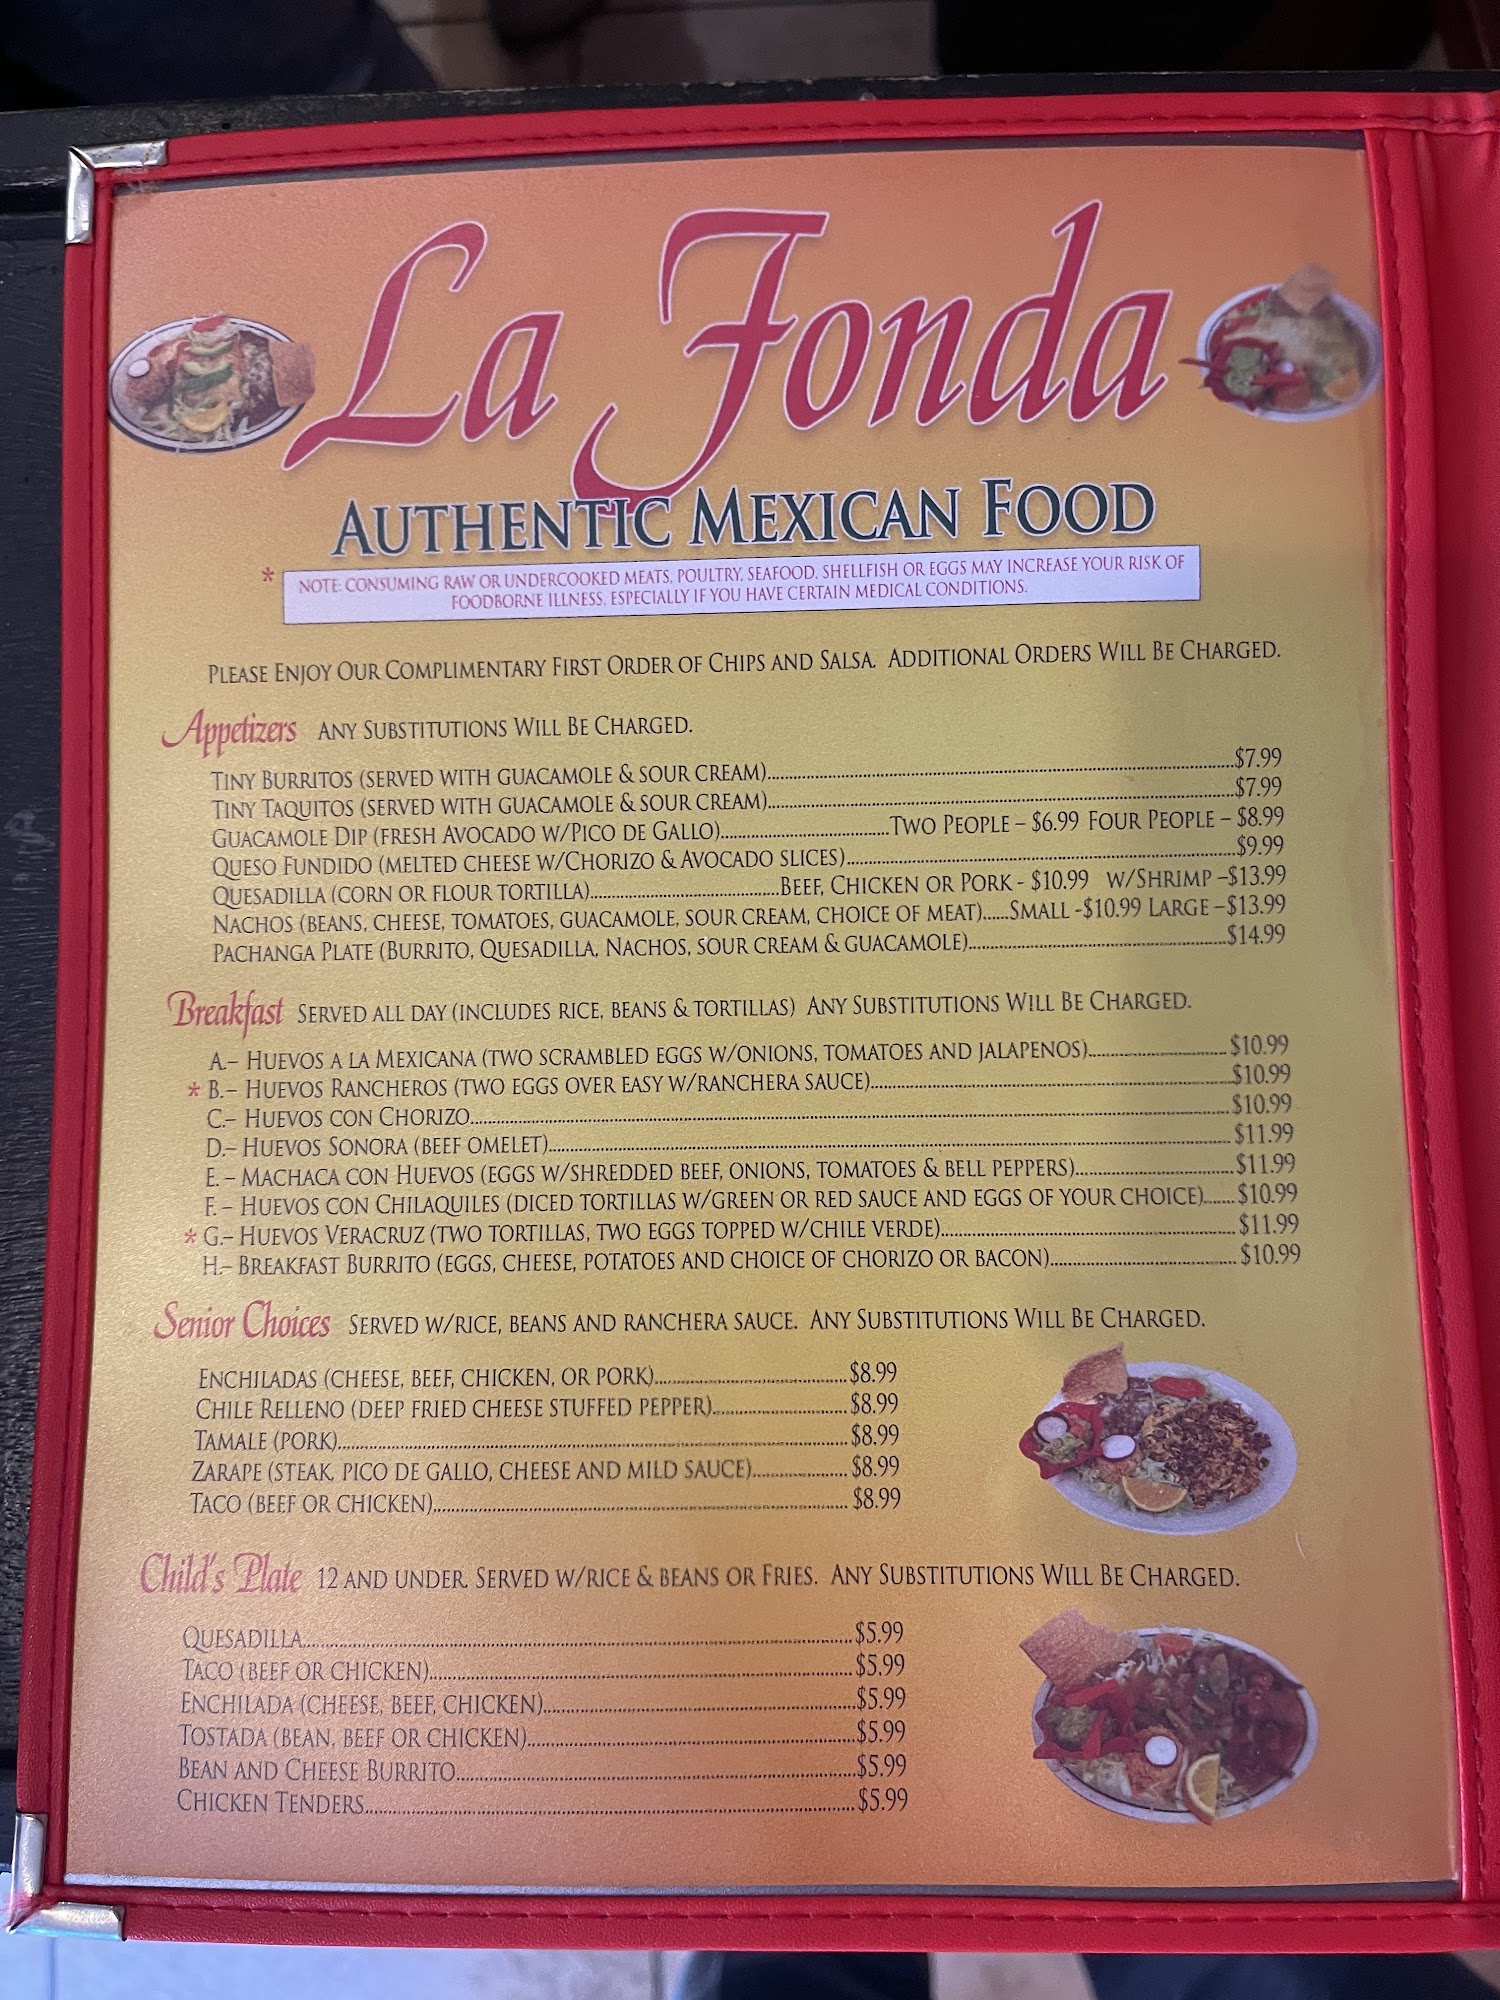 La Fonda
AUTHENTIC MEXICAN FOOD
* NOTE: CONSUMING RAW OR UNDERCOOKED MEATS, POULTRY, SEAFOOD, SHELLFISH OR EGGS MAY INCREASE YOUR RISK OF
FOODBORNE ILLNESS, ESPECIALLY IF YOU HAVE CERTAIN MEDICAL CONDITIONS.
PLEASE ENJOY OUR COMPLIMENTARY FIRST ORDER OF CHIPS AND SALSA. ADDITIONAL ORDERS WILL BE CHARGED.
Appetizers ANY SUBSTITUTIONS WILL BE CHARGED.
TINY BURRITOS (SERVED WITH GUACAMOLE & SOUR CREAM)....$7.99
TINY TAQUITOS (SERVED WITH GUACAMOLE & SOUR CREAM)....$7.99
GUACAMOLE DIP (FRESH AVOCADO W/PICO DE GALLO)....TWO PEOPLE – $6.99 FOUR PEOPLE – $8.99
QUESO FUNDIDO (MELTED CHEESE W/CHORIZO & AVOCADO SLICES)....$9.99
QUESADILLA (CORN OR FLOUR TORTILLA)....BEEF, CHICKEN OR PORK - $10.99 W/SHRIMP –$13.99
NACHOS (BEANS, CHEESE, TOMATOES, GUACAMOLE, SOUR CREAM, CHOICE OF MEAT)....SMALL -$10.99 LARGE –$13.99
PACHANGA PLATE (BURRITO, QUESADILLA, NACHOS, SOUR CREAM & GUACAMOLE)....$14.99
Breakfast SERVED ALL DAY (INCLUDES RICE, BEANS & TORTILLAS) ANY SUBSTITUTIONS WILL BE CHARGED.
A.– HUEVOS A LA MEXICANA (TWO SCRAMBLED EGGS W/ONIONS, TOMATOES AND JALAPENOS)....$10.99
* B.– HUEVOS RANCHEROS (TWO EGGS OVER EASY W/RANCHERA SAUCE)....$10.99
C.– HUEVOS CON CHORIZO....$10.99
D.– HUEVOS SONORA (BEEF OMELET)....$11.99
E. – MACHACA CON HUEVOS (EGGS W/SHREDDED BEEF, ONIONS, TOMATOES & BELL PEPPERS)....$11.99
F. – HUEVOS CON CHILAQUILES (DICED TORTILLAS W/GREEN OR RED SAUCE AND EGGS OF YOUR CHOICE)....$10.99
* G.– HUEVOS VERACRUZ (TWO TORTILLAS, TWO EGGS TOPPED W/CHILE VERDE)....$11.99
H.– BREAKFAST BURRITO (EGGS, CHEESE, POTATOES AND CHOICE OF CHORIZO OR BACON)....$10.99
Senior Choices SERVED W/RICE, BEANS AND RANCHERA SAUCE. ANY SUBSTITUTIONS WILL BE CHARGED.
ENCHILADAS (CHEESE, BEEF, CHICKEN, OR PORK)....$8.99
CHILE RELLENO (DEEP FRIED CHEESE STUFFED PEPPER)....$8.99
TAMALE (PORK)....$8.99
ZARAPE (STEAK, PICO DE GALLO, CHEESE AND MILD SAUCE)....$8.99
TACO (BEEF OR CHICKEN)....$8.99
Child's Plate 12 AND UNDER. SERVED W/RICE & BEANS OR FRIES. ANY SUBSTITUTIONS WILL BE CHARGED.
QUESADILLA....$5.99
TACO (BEEF OR CHICKEN)....$5.99
ENCHILADA (CHEESE, BEEF, CHICKEN)....$5.99
TOSTADA (BEAN, BEEF OR CHICKEN)....$5.99
BEAN AND CHEESE BURRITO....$5.99
CHICKEN TENDERS....$5.99